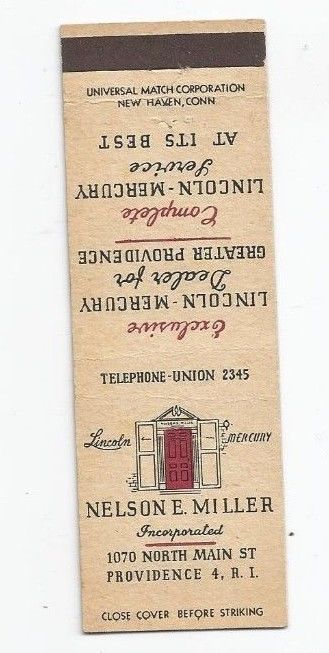 UNIVERSAL MATCH CORPORATION
NEW HAVEN, CONN
Exclusive
LINCOLN - MERCURY
Dealer for
GREATER PROVIDENCE
Complete
LINCOLN - MERCURY
Service
AT ITS BEST
TELEPHONE-UNION 2345
Lincoln MERCURY
NELSON E. MILLER
Incorporated
1070 NORTH MAIN ST
PROVIDENCE 4, R. I.
CLOSE COVER BEFORE STRIKING